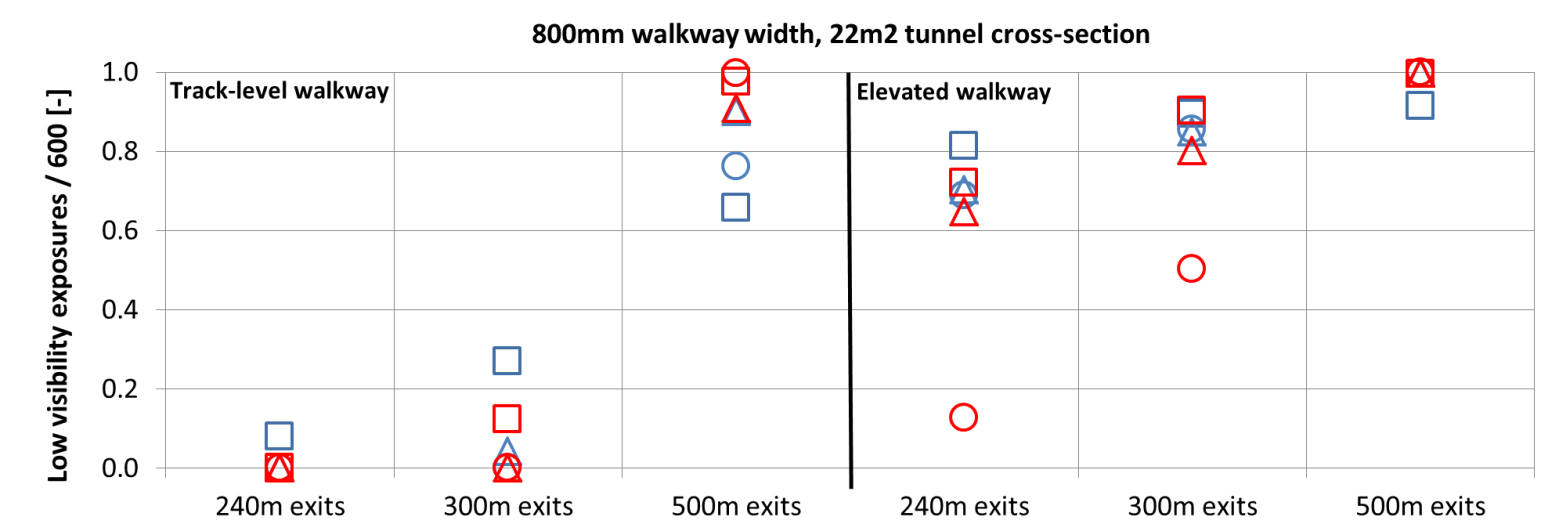 800mm walkway width, 22m2 tunnel cross-section
Low visibility exposures / 600 [-]
1.0
0.8
0.6
0.4
0.2
0.0
Track-level walkway
Elevated walkway
240m exits
300m exits
500m exits
240m exits
300m exits
500m exits